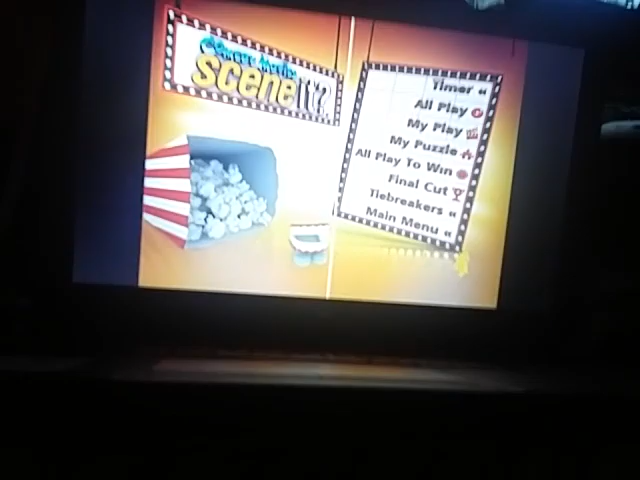 scene it?
Timer «
All Play
My Play
My Puzzle
All Play To Win
Final Cut
Tiebreakers «
Main Menu «